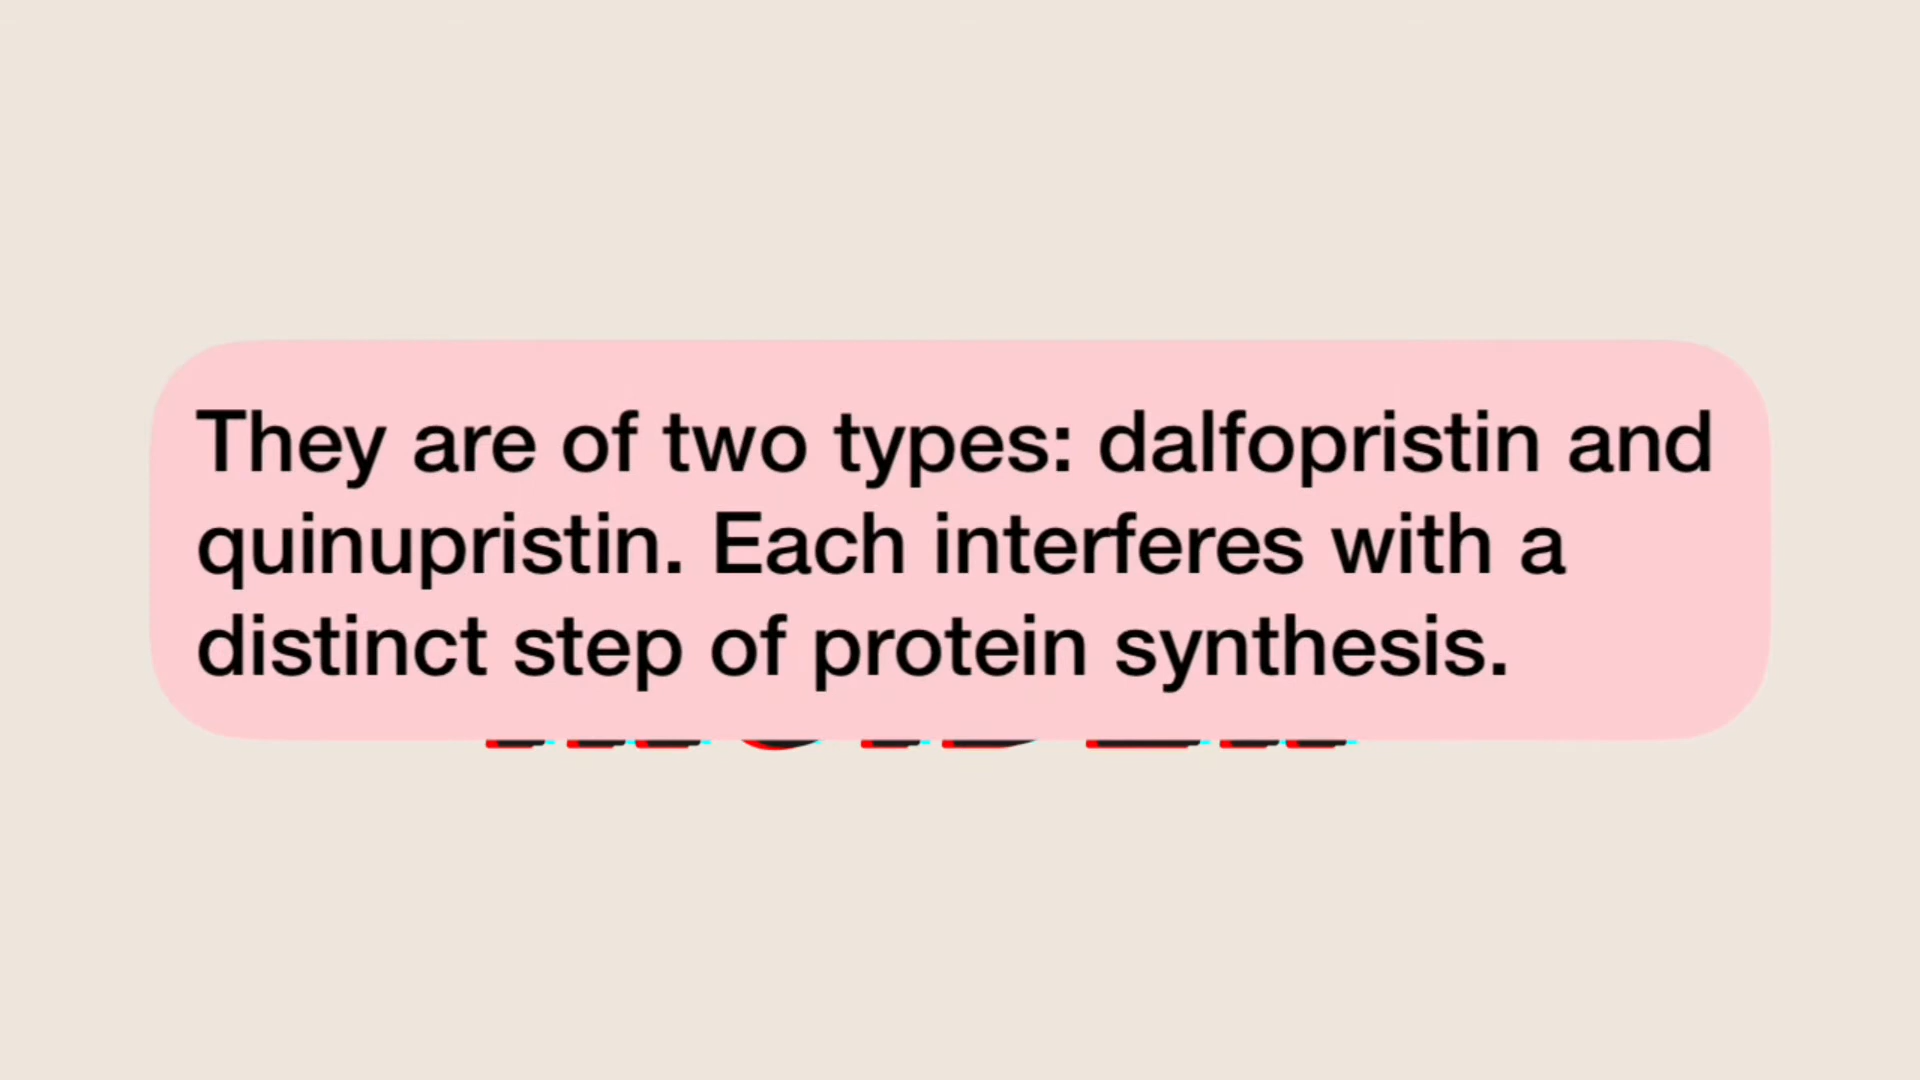 They are of two types: dalfopristin and
quinupristin. Each interferes with a
distinct step of protein synthesis.